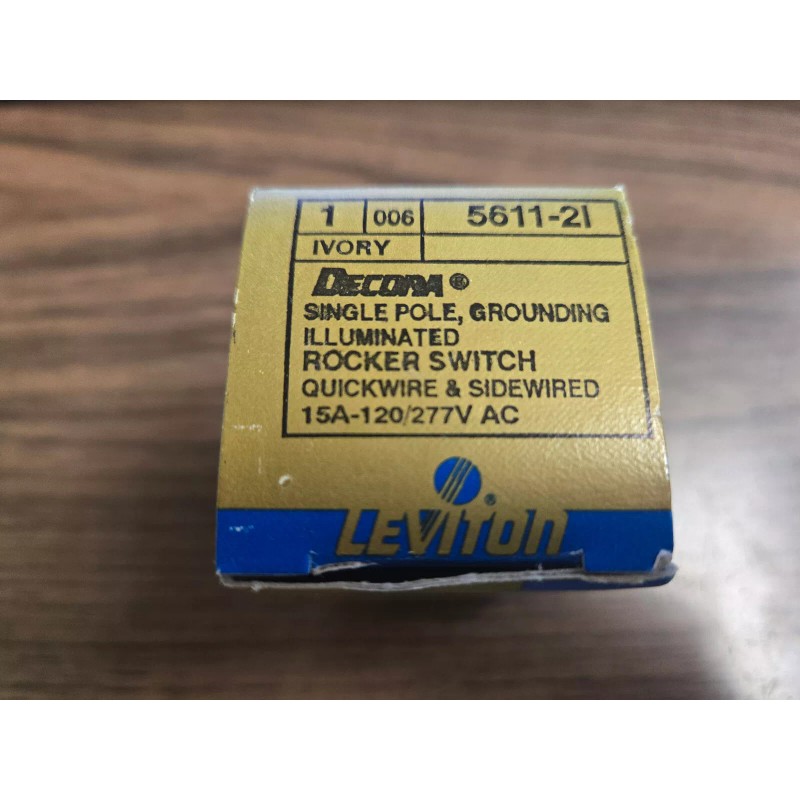 1 006 5611-2I
IVORY
DECORA®
SINGLE POLE, GROUNDING
ILLUMINATED
ROCKER SWITCH
QUICKWIRE & SIDEWIRED
15A-120/277V AC
LEVITON®